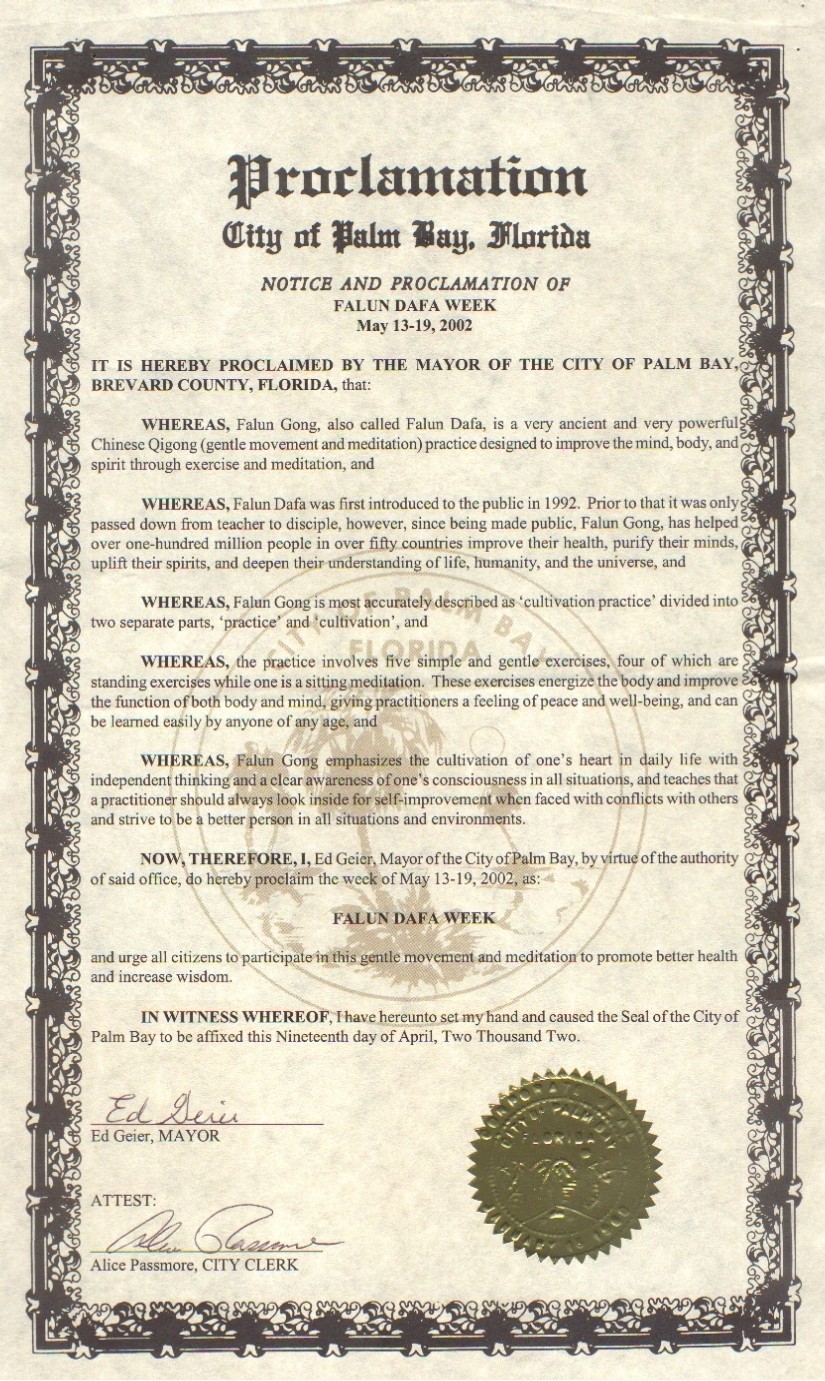 Proclamation
City of Palm Bay, Florida
NOTICE AND PROCLAMATION OF
FALUN DAFA WEEK
May 13-19, 2002
IT IS HEREBY PROCLAIMED BY THE MAYOR OF THE CITY OF PALM BAY,
BREVARD COUNTY, FLORIDA, that:
WHEREAS, Falun Gong, also called Falun Dafa, is a very ancient and very powerful
Chinese Qigong (gentle movement and meditation) practice designed to improve the mind, body, and
spirit through exercise and meditation, and
WHEREAS, Falun Dafa was first introduced to the public in 1992. Prior to that it was only
passed down from teacher to disciple, however, since being made public, Falun Gong, has helped
over one-hundred million people in over fifty countries improve their health, purify their minds,
uplift their spirits, and deepen their understanding of life, humanity, and the universe, and
WHEREAS, Falun Gong is most accurately described as 'cultivation practice' divided into
two separate parts, 'practice' and 'cultivation', and
CITY OF PALM BAY
FLORIDA
WHEREAS, the practice involves five simple and gentle exercises, four of which are
standing exercises while one is a sitting meditation. These exercises energize the body and improve
the function of both body and mind, giving practitioners a feeling of peace and well-being, and can
be learned easily by anyone of any age, and
WHEREAS, Falun Gong emphasizes the cultivation of one's heart in daily life with
independent thinking and a clear awareness of one's consciousness in all situations, and teaches that
a practitioner should always look inside for self-improvement when faced with conflicts with others
and strive to be a better person in all situations and environments.
NOW, THEREFORE, I, Ed Geier, Mayor of the City of Palm Bay, by virtue of the authority
of said office, do hereby proclaim the week of May 13-19, 2002, as:
FALUN DAFA WEEK
and urge all citizens to participate in this gentle movement and meditation to promote better health
and increase wisdom.
IN WITNESS WHEREOF, I have hereunto set my hand and caused the Seal of the City of
Palm Bay to be affixed this Nineteenth day of April, Two Thousand Two.
Ed Geier
Ed Geier, MAYOR
CITY OF PALM BAY
FLORIDA
ATTEST:
Alice Passmore
Alice Passmore, CITY CLERK